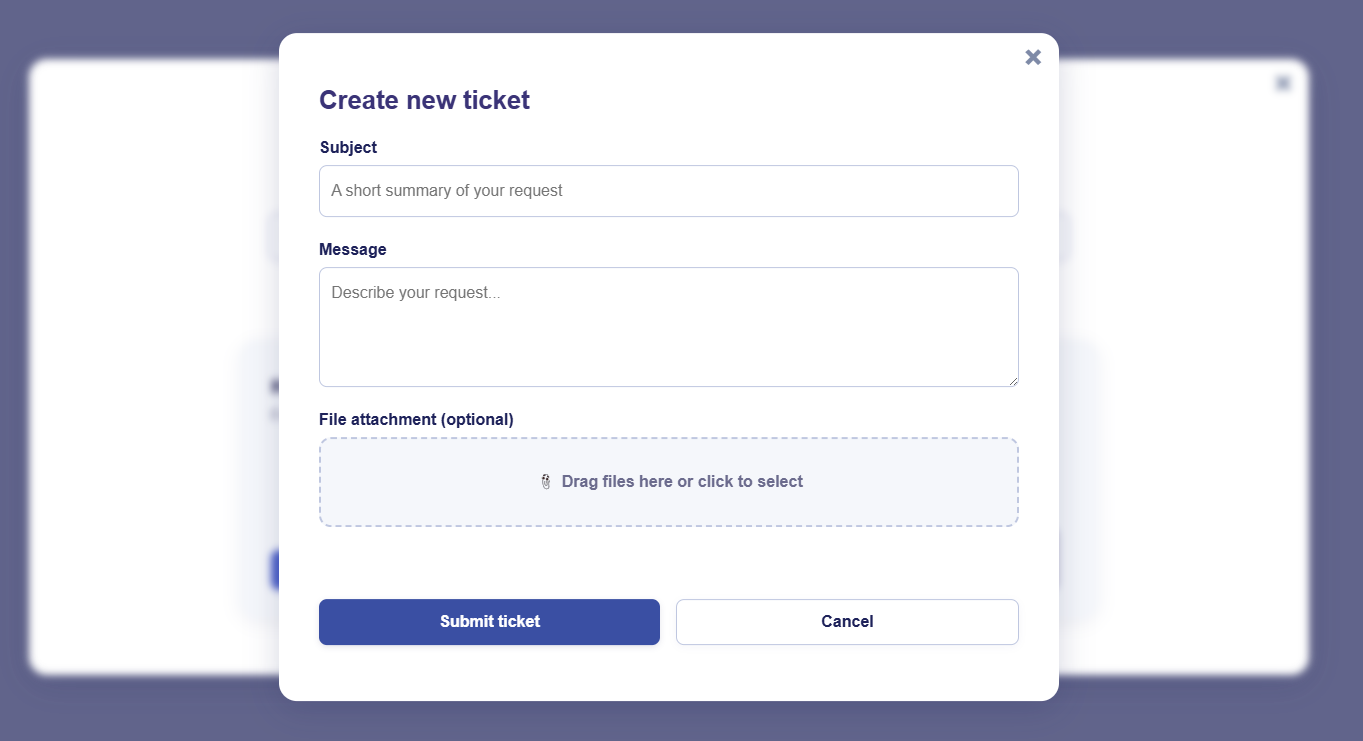 Create new ticket
Subject
A short summary of your request
Message
Describe your request...
File attachment (optional)
Drag files here or click to select
Submit ticket
Cancel